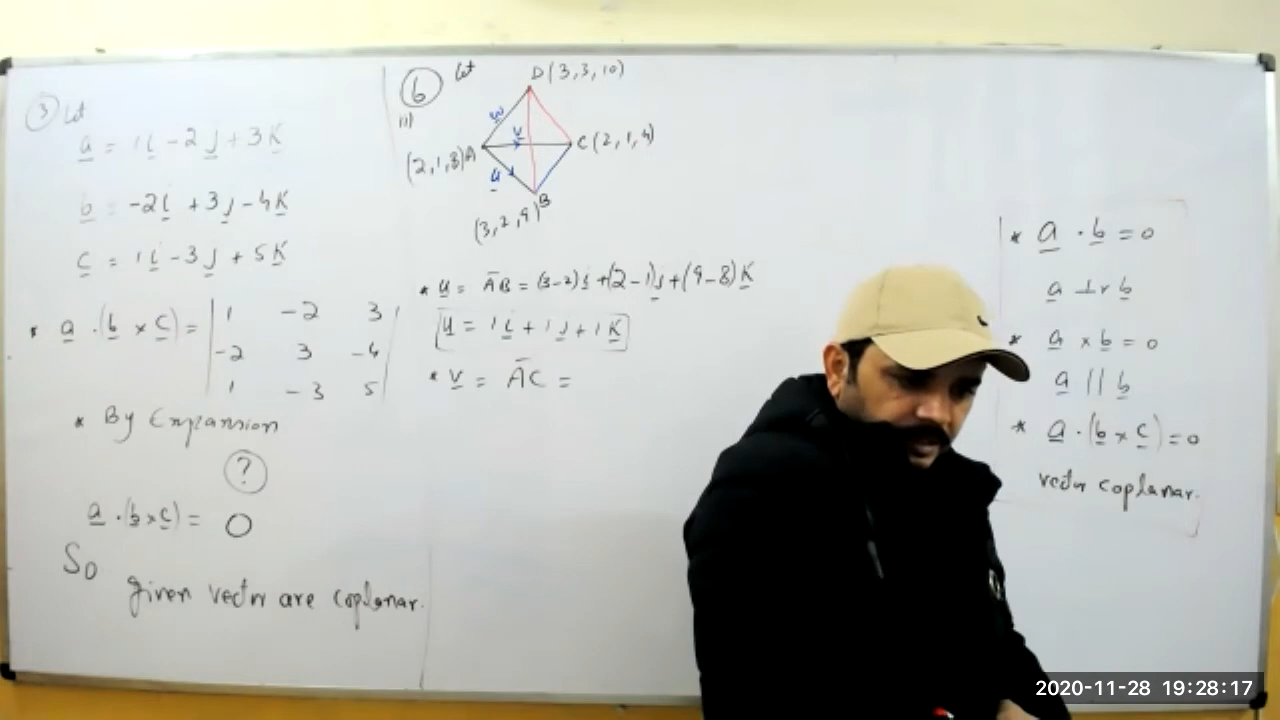 ③ Let
a = 1i - 2j + 3k
b = -2i + 3j - 4k
c = 1i - 3j + 5k
* a . (b × c) = | 1 -2 3 |
| -2 3 -4 |
| 1 -3 5 |
* By Expansion
?
a . (b × c) = 0
So
given vector are coplanar.
⑥ Let
ii)
D(3,3,10)
w
v
C(2,1,4)
(2,1,8)A
u
(3,2,9)B
* u = AB = (3-2)i + (2-1)j + (9-8)k
u = 1i + 1j + 1k
* v = AC =
* a . b = 0
a ⊥r b
* a × b = 0
a || b
* a . (b × c) = 0
vector coplanar.
2020-11-28 19:28:17